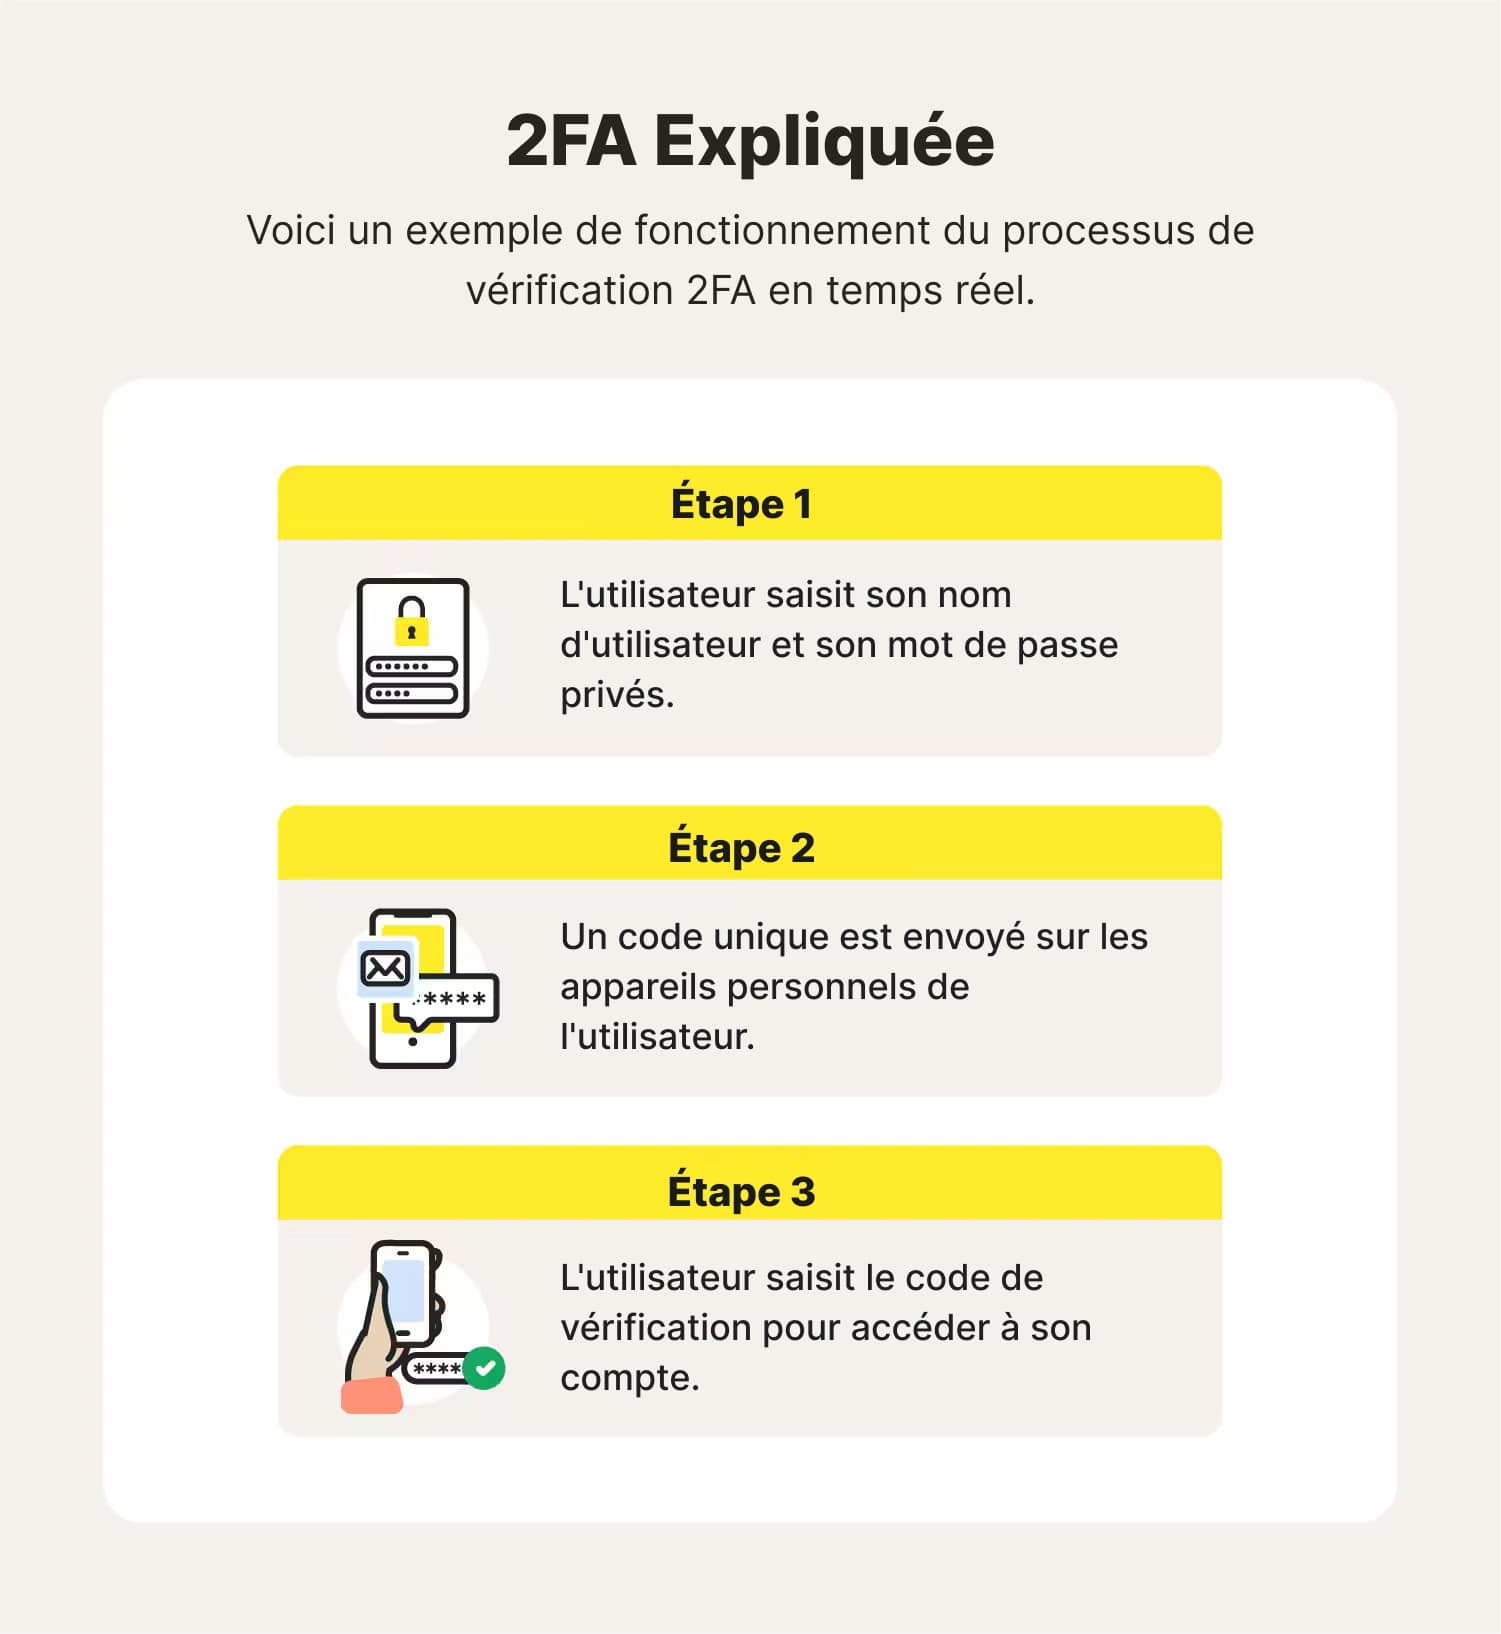 2FA Expliquée
Voici un exemple de fonctionnement du processus de
vérification 2FA en temps réel.
Étape 1
L'utilisateur saisit son nom
d'utilisateur et son mot de passe
privés.
Étape 2
****
Un code unique est envoyé sur les
appareils personnels de
l'utilisateur.
Étape 3
****
L'utilisateur saisit le code de
vérification pour accéder à son
compte.